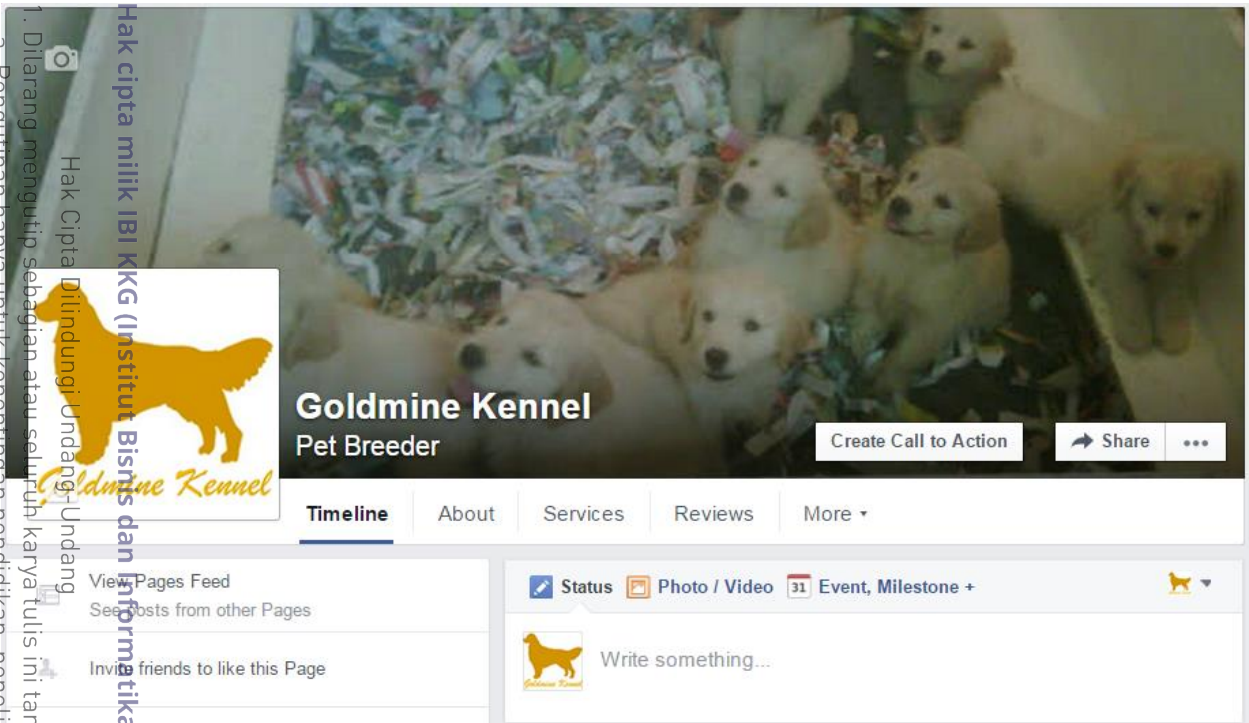 Hak cipta milik IBI KKG (Institut Bisnis dan Informatika
Hak Cipta Dilindungi Undang-Undang
1. Dilarang mengutip sebagian atau seluruh karya tulis ini tan
Goldmine Kennel
Goldmine Kennel
Pet Breeder
Create Call to Action
Share
Timeline
About
Services
Reviews
More
View Pages Feed
See posts from other Pages
Invite friends to like this Page
Status
Photo / Video
31
Event, Milestone +
Goldmine Kennel
Write something...